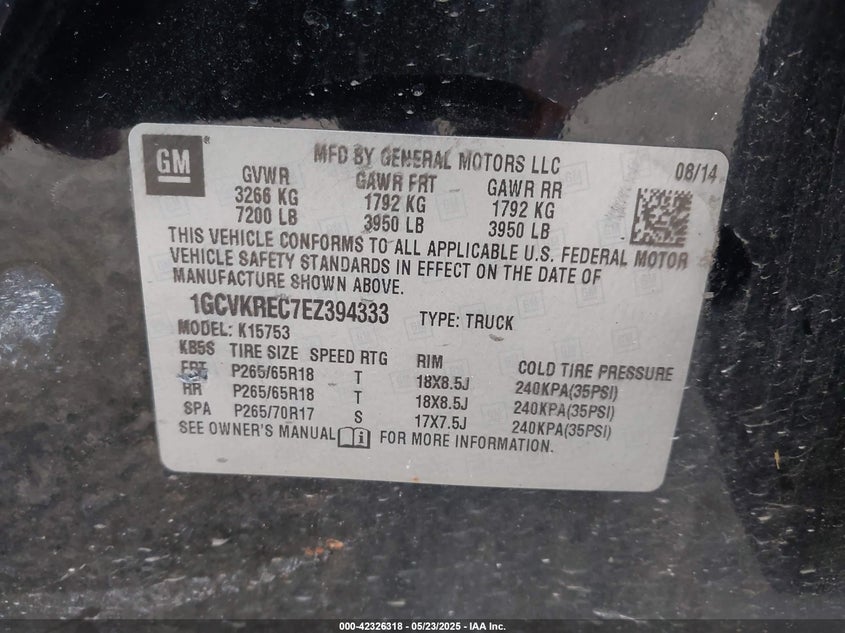 GM
MFD BY GENERAL MOTORS LLC
08/14
GVWR GAWR FRT GAWR RR
3266 KG 1792 KG 1792 KG
7200 LB 3950 LB 3950 LB
THIS VEHICLE CONFORMS TO ALL APPLICABLE U.S. FEDERAL MOTOR
VEHICLE SAFETY STANDARDS IN EFFECT ON THE DATE OF
MANUFACTURE SHOWN ABOVE.
1GCVKREC7EZ394333 TYPE: TRUCK
MODEL: K15753
KB5S TIRE SIZE SPEED RTG RIM COLD TIRE PRESSURE
FRT P265/65R18 T 18X8.5J 240KPA(35PSI)
RR P265/65R18 T 18X8.5J 240KPA(35PSI)
SPA P265/70R17 S 17X7.5J 240KPA(35PSI)
SEE OWNER'S MANUAL i FOR MORE INFORMATION.
000-42326318 - 05/23/2025 - IAA Inc.